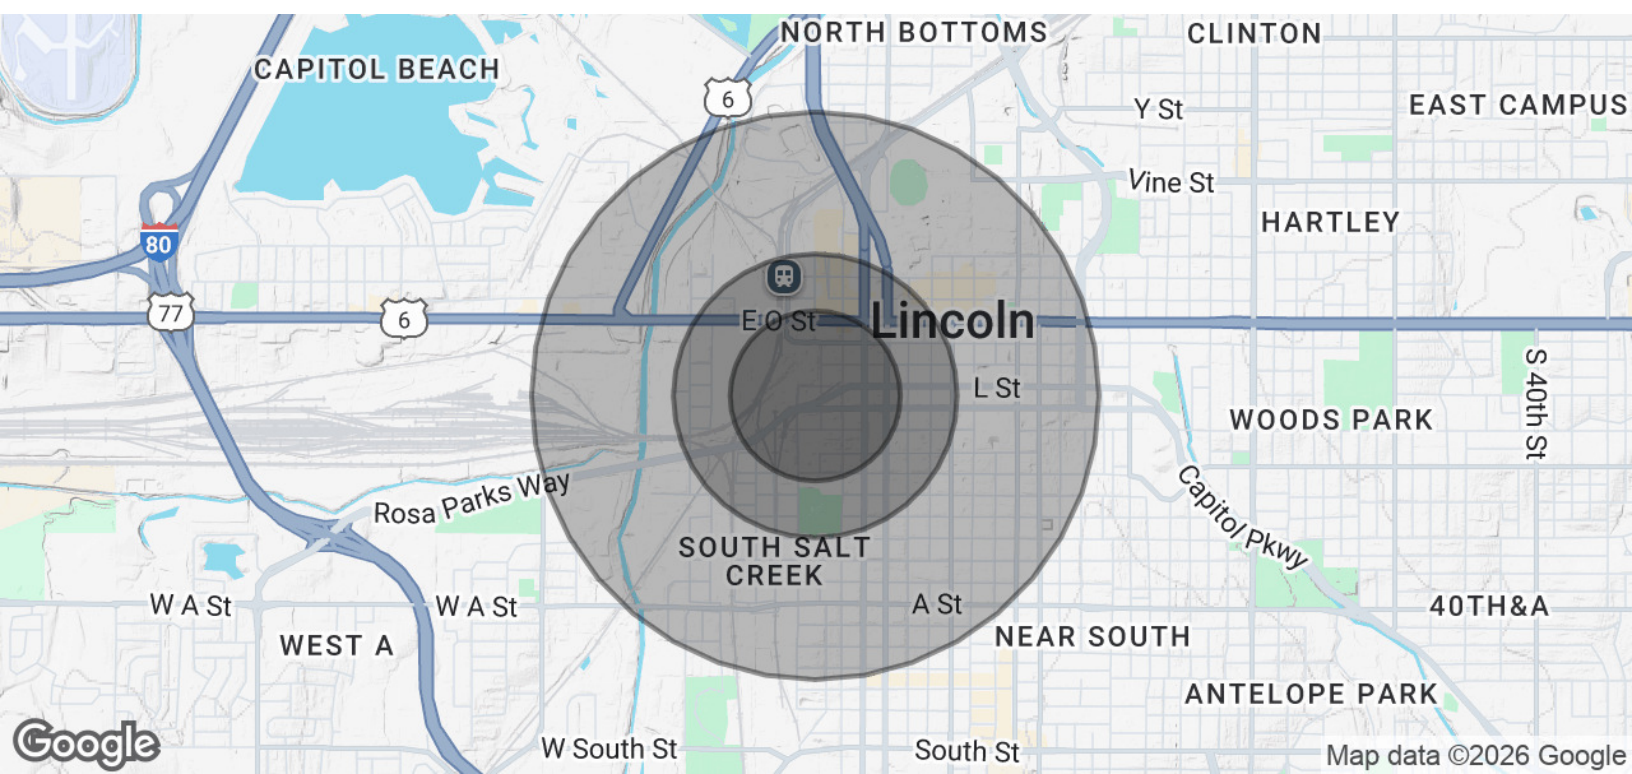 NORTH BOTTOMS
CLINTON
CAPITOL BEACH
6
Y St
EAST CAMPUS
Vine St
HARTLEY
80
77
6
E O St
Lincoln
L St
S 40th St
WOODS PARK
Rosa Parks Way
Capitol Pkwy
SOUTH SALT
CREEK
W A St
W A St
A St
40TH&A
WEST A
NEAR SOUTH
ANTELOPE PARK
Google
W South St
South St
Map data ©2026 Google